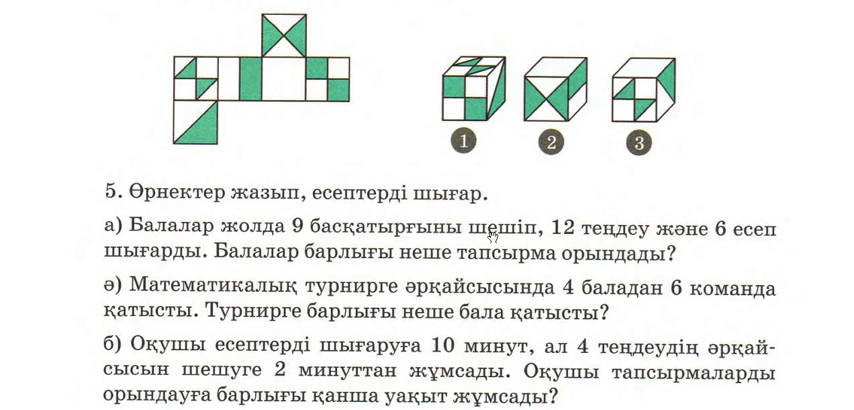 1 2 3
5. Өрнектер жазып, есептерді шығар.
а) Балалар жолда 9 басқатырғыны шешіп, 12 теңдеу және 6 есеп
шығарды. Балалар барлығы неше тапсырма орындады?
ә) Математикалық турнирге әрқайсысында 4 баладан 6 команда
қатысты. Турнирге барлығы неше бала қатысты?
б) Оқушы есептерді шығаруға 10 минут, ал 4 теңдеудің әрқай-
сысын шешуге 2 минуттан жұмсады. Оқушы тапсырмаларды
орындауға барлығы қанша уақыт жұмсады?